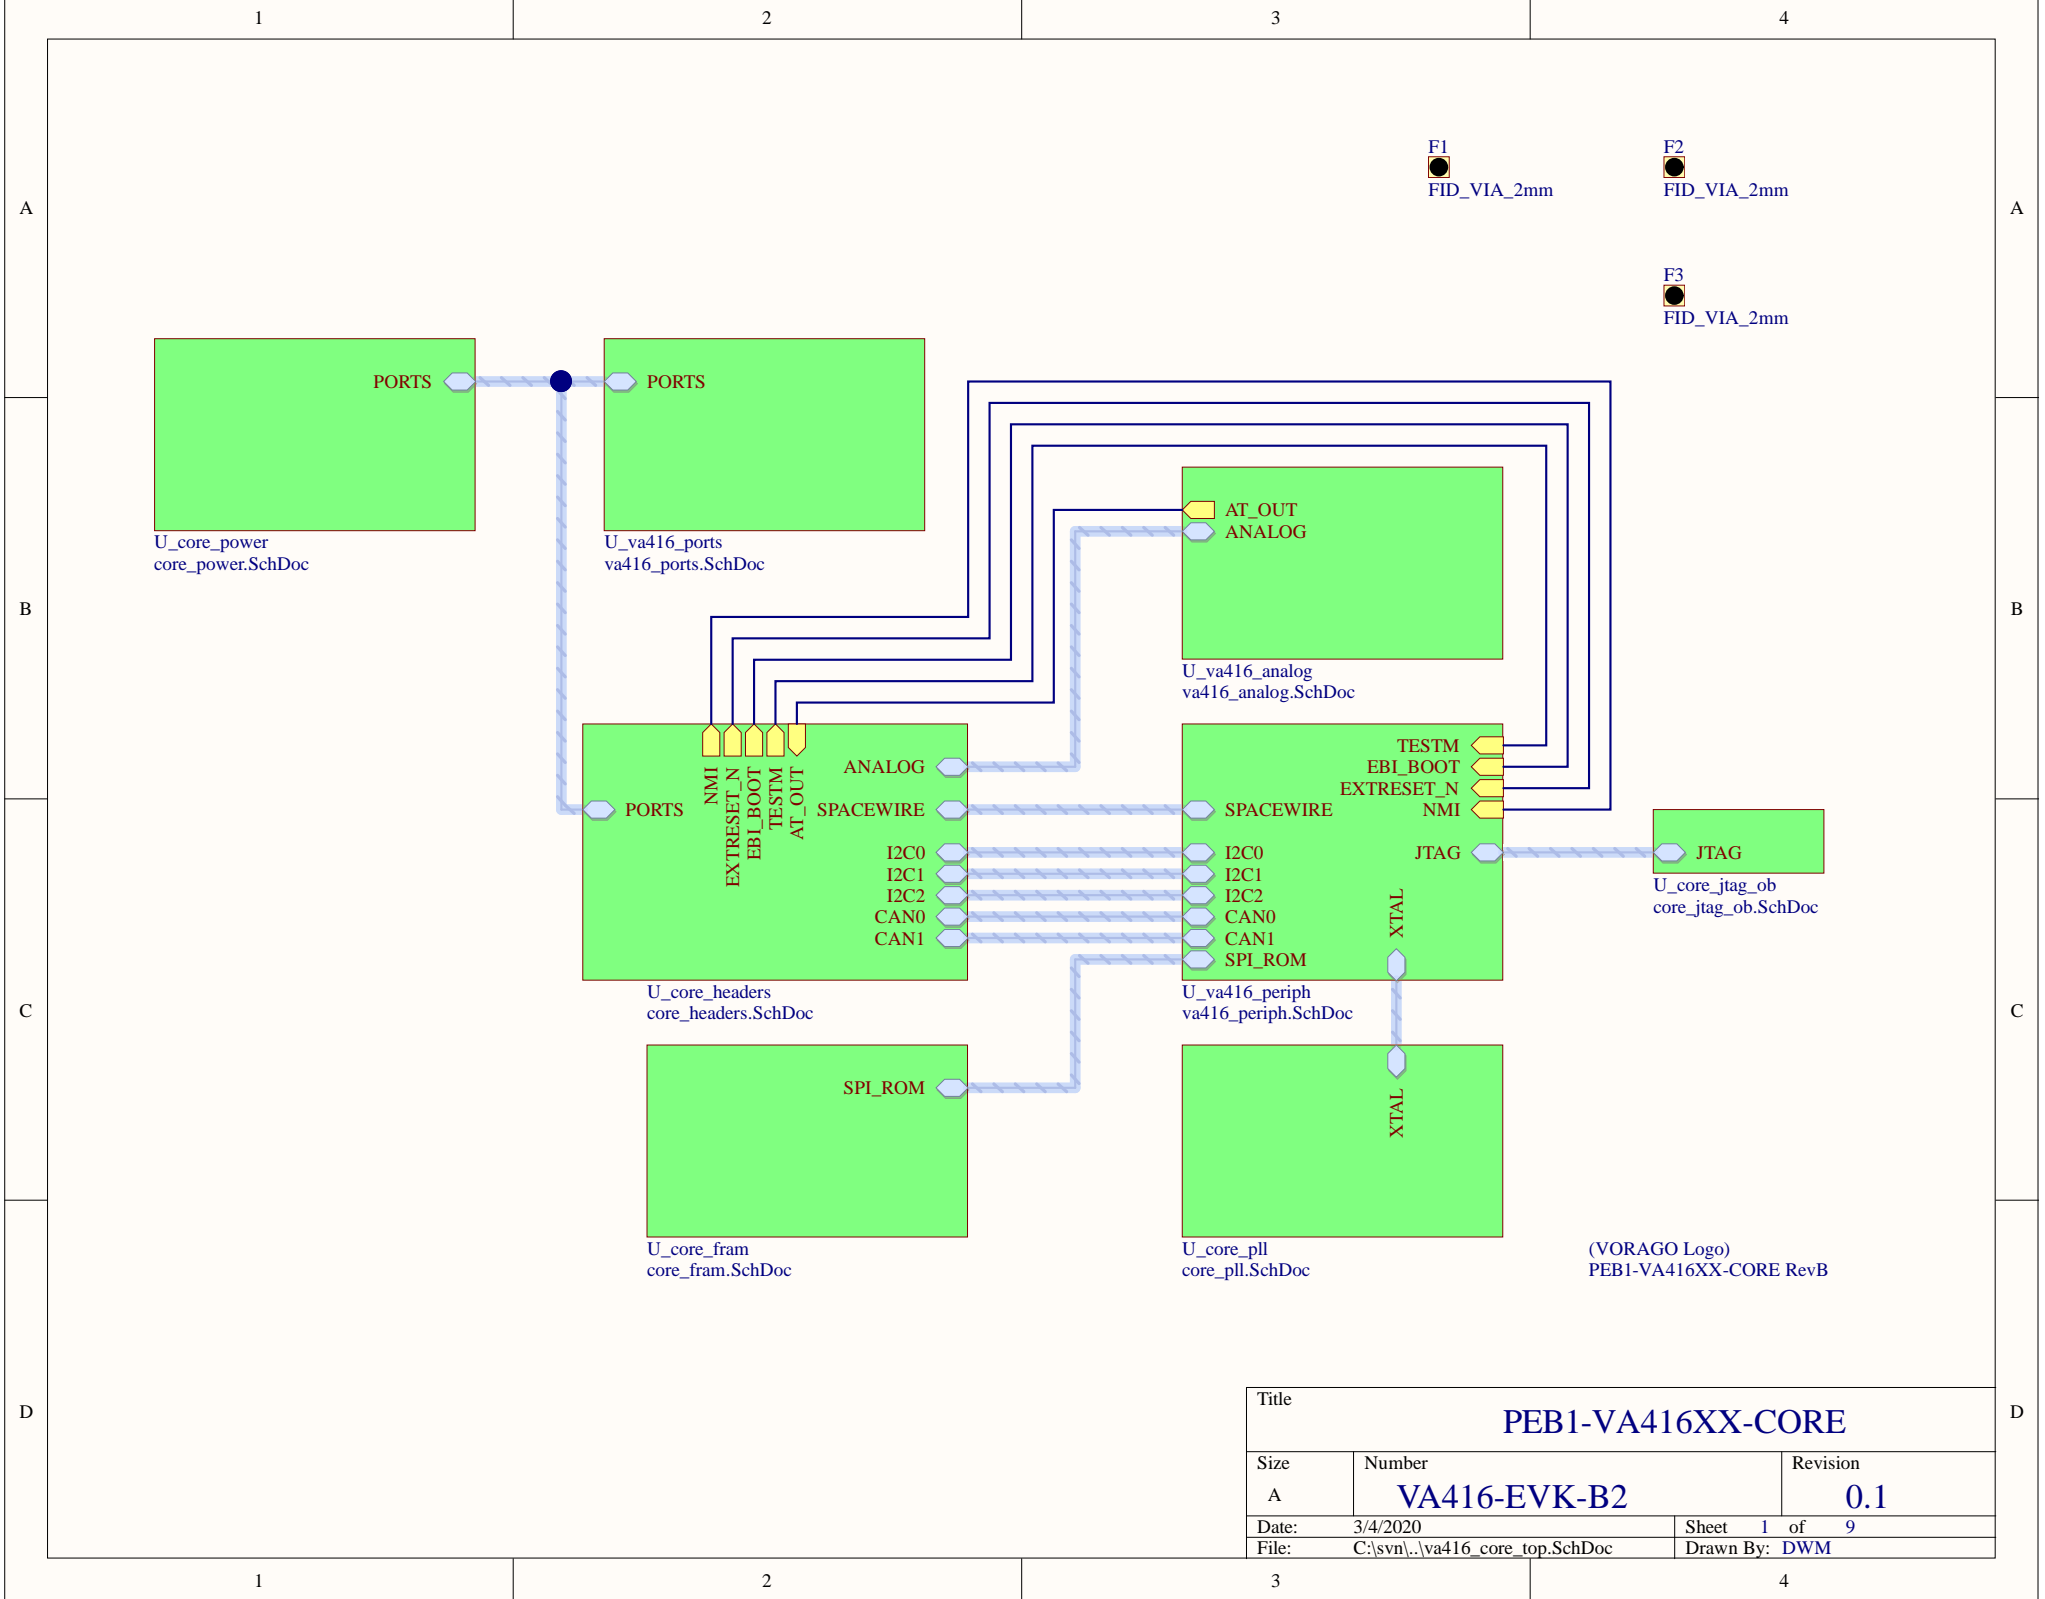 1
2
3
4
F1
FID_VIA_2mm
F2
FID_VIA_2mm
A
A
F3
FID_VIA_2mm
PORTS
PORTS
U_core_power
core_power.SchDoc
U_va416_ports
va416_ports.SchDoc
AT_OUT
ANALOG
B
B
U_va416_analog
va416_analog.SchDoc
NMI
EXTRESET_N
EBI_BOOT
TESTM
AT_OUT
PORTS
ANALOG
SPACEWIRE
I2C0
I2C1
I2C2
CAN0
CAN1
U_core_headers
core_headers.SchDoc
TESTM
EBI_BOOT
EXTRESET_N
NMI
JTAG
SPACEWIRE
I2C0
I2C1
I2C2
CAN0
CAN1
SPI_ROM
XTAL
U_va416_periph
va416_periph.SchDoc
JTAG
U_core_jtag_ob
core_jtag_ob.SchDoc
C
C
SPI_ROM
U_core_fram
core_fram.SchDoc
XTAL
U_core_pll
core_pll.SchDoc
(VORAGO Logo)
PEB1-VA416XX-CORE RevB
D
D
Title
PEB1-VA416XX-CORE
Size
A
Number
VA416-EVK-B2
Revision
0.1
Date: 3/4/2020
Sheet 1 of 9
File: C:\svn\..\va416_core_top.SchDoc
Drawn By: DWM
1
2
3
4